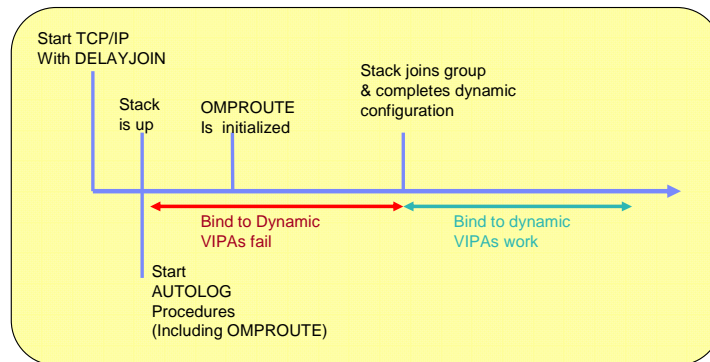 Start TCP/IP
With DELAYJOIN
Stack
is up
OMPROUTE
Is initialized
Stack joins group
& completes dynamic
configuration
Bind to Dynamic
VIPAs fail
Bind to dynamic
VIPAs work
Start
AUTOLOG
Procedures
(Including OMPROUTE)